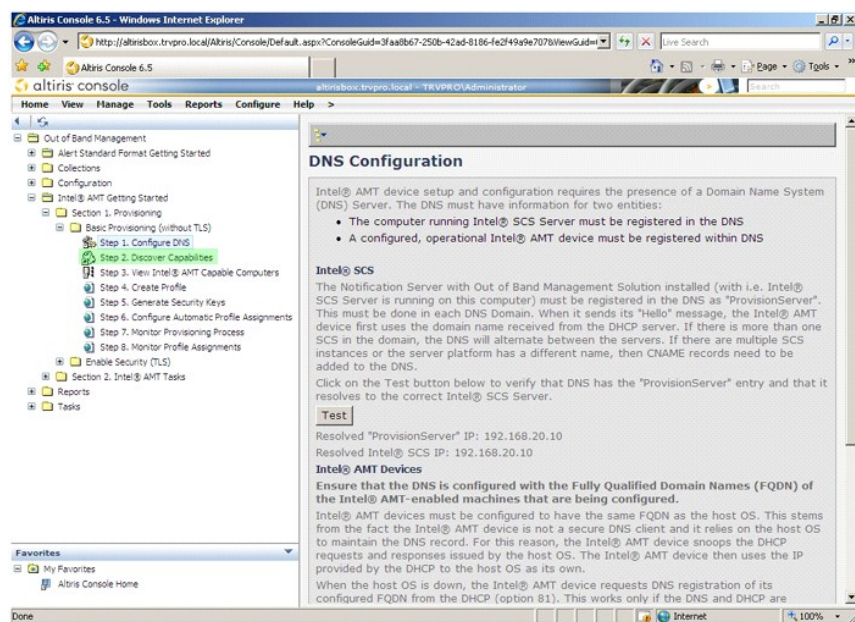 Altiris Console 6.5 - Windows Internet Explorer
http://altirisbox.trvpro.local/Altiris/Console/Default.aspx?ConsoleGuid=3faa8b67-250b-42ad-8186-fe2f49a9e707&ViewGuid=
Live Search
Altiris Console 6.5
Page
Tools
altiris console
altirisbox.trvpro.local - TRVPRO\Administrator
Search
Home View Manage Tools Reports Configure Help >
Out of Band Management
Alert Standard Format Getting Started
Collections
Configuration
Intel® AMT Getting Started
Section 1. Provisioning
Basic Provisioning (without TLS)
Step 1. Configure DNS
Step 2. Discover Capabilities
Step 3. View Intel® AMT Capable Computers
Step 4. Create Profile
Step 5. Generate Security Keys
Step 6. Configure Automatic Profile Assignments
Step 7. Monitor Provisioning Process
Step 8. Monitor Profile Assignments
Enable Security (TLS)
Section 2. Intel® AMT Tasks
Reports
Tasks
Favorites
My Favorites
Altiris Console Home
DNS Configuration
Intel® AMT device setup and configuration requires the presence of a Domain Name System
(DNS) Server. The DNS must have information for two entities:
• The computer running Intel® SCS Server must be registered in the DNS
• A configured, operational Intel® AMT device must be registered within DNS
Intel® SCS
The Notification Server with Out of Band Management Solution installed (with i.e. Intel®
SCS Server is running on this computer) must be registered in the DNS as "ProvisionServer".
This must be done in each DNS Domain. When it sends its "Hello" message, the Intel® AMT
device first uses the domain name received from the DHCP server. If there is more than one
SCS in the domain, the DNS will alternate between the servers. If there are multiple SCS
instances or the server platform has a different name, then CNAME records need to be
added to the DNS.
Click on the Test button below to verify that DNS has the "ProvisionServer" entry and that it
resolves to the correct Intel® SCS Server.
Test
Resolved "ProvisionServer" IP: 192.168.20.10
Resolved Intel® SCS IP: 192.168.20.10
Intel® AMT Devices
Ensure that the DNS is configured with the Fully Qualified Domain Names (FQDN) of
the Intel® AMT-enabled machines that are being configured.
Intel® AMT devices must be configured to have the same FQDN as the host OS. This stems
from the fact the Intel® AMT device is not a secure DNS client and it relies on the host OS
to maintain the DNS record. For this reason, the Intel® AMT device snoops the DHCP
requests and responses issued by the host OS. The Intel® AMT device then uses the IP
provided by the DHCP to the host OS as its own.
When the host OS is down, the Intel® AMT device requests DNS registration of its
configured FQDN from the DHCP (option 81). This works only if the DNS and DHCP are
Done
Internet
100%